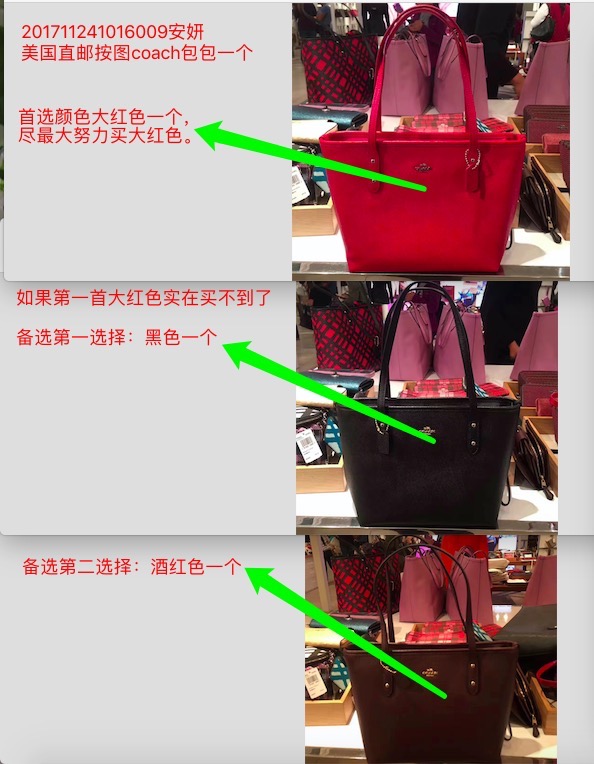 201711241016009安妍
美国直邮按图coach包包一个
首选颜色大红色一个，
尽最大努力买大红色。
如果第一首大红色实在买不到了
备选第一选择：黑色一个
备选第二选择：酒红色一个